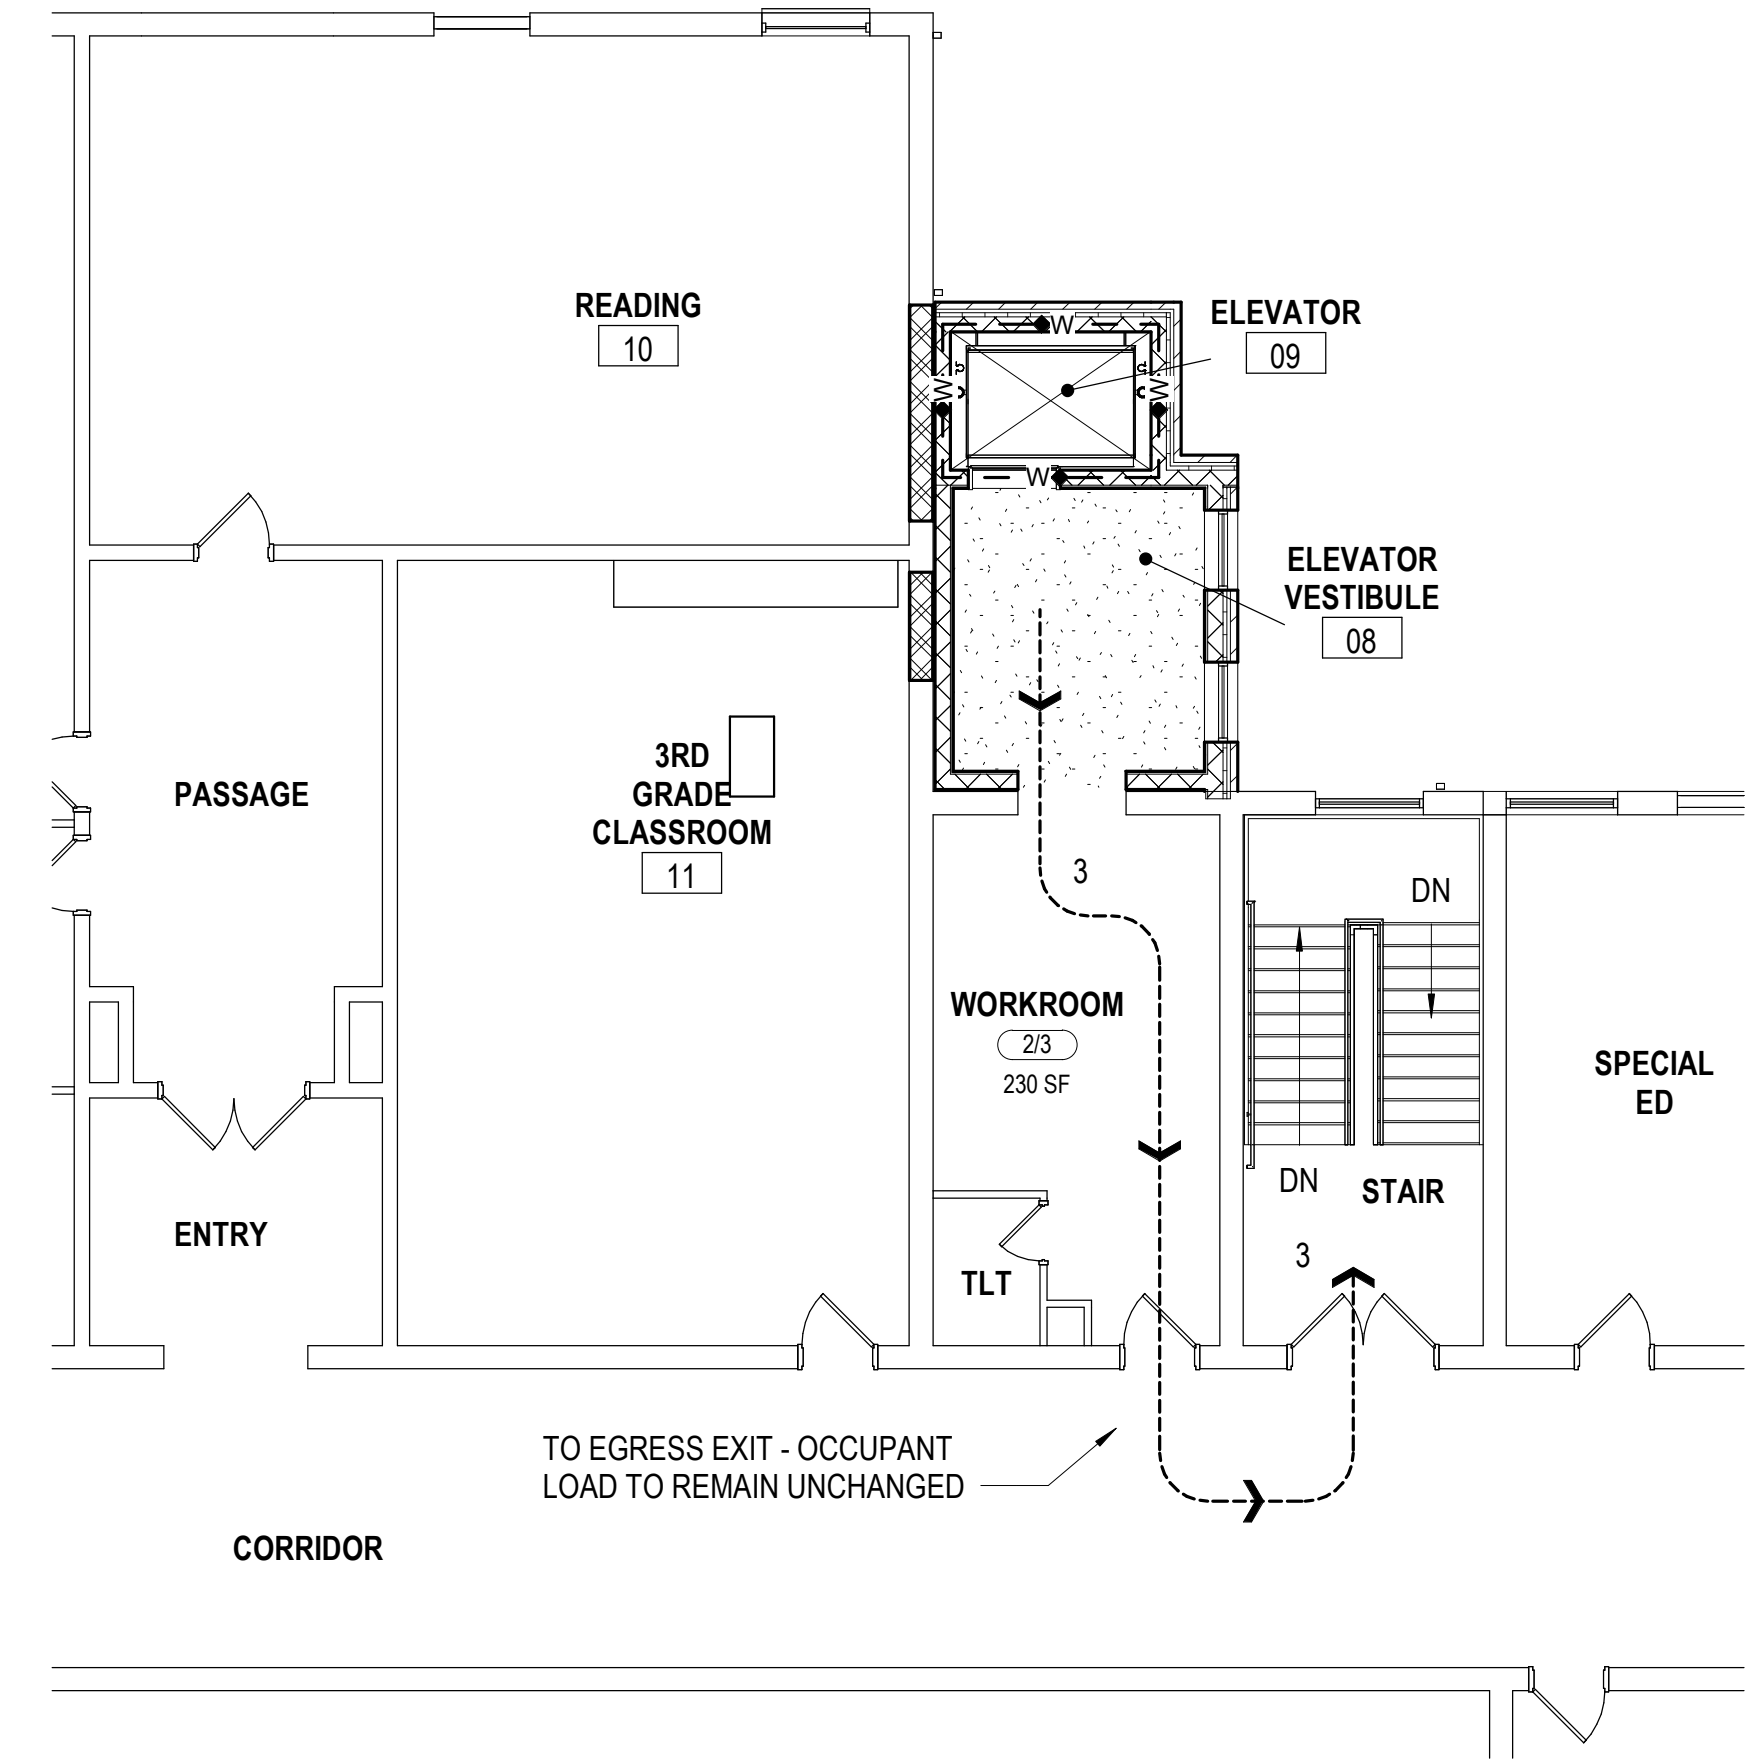 READING
10
W
ELEVATOR
09
W
W
W
ELEVATOR
VESTIBULE
08
3RD
GRADE
CLASSROOM
11
PASSAGE
3
DN
WORKROOM
2/3
230 SF
SPECIAL
ED
DN
STAIR
ENTRY
3
TLT
TO EGRESS EXIT - OCCUPANT
LOAD TO REMAIN UNCHANGED
CORRIDOR